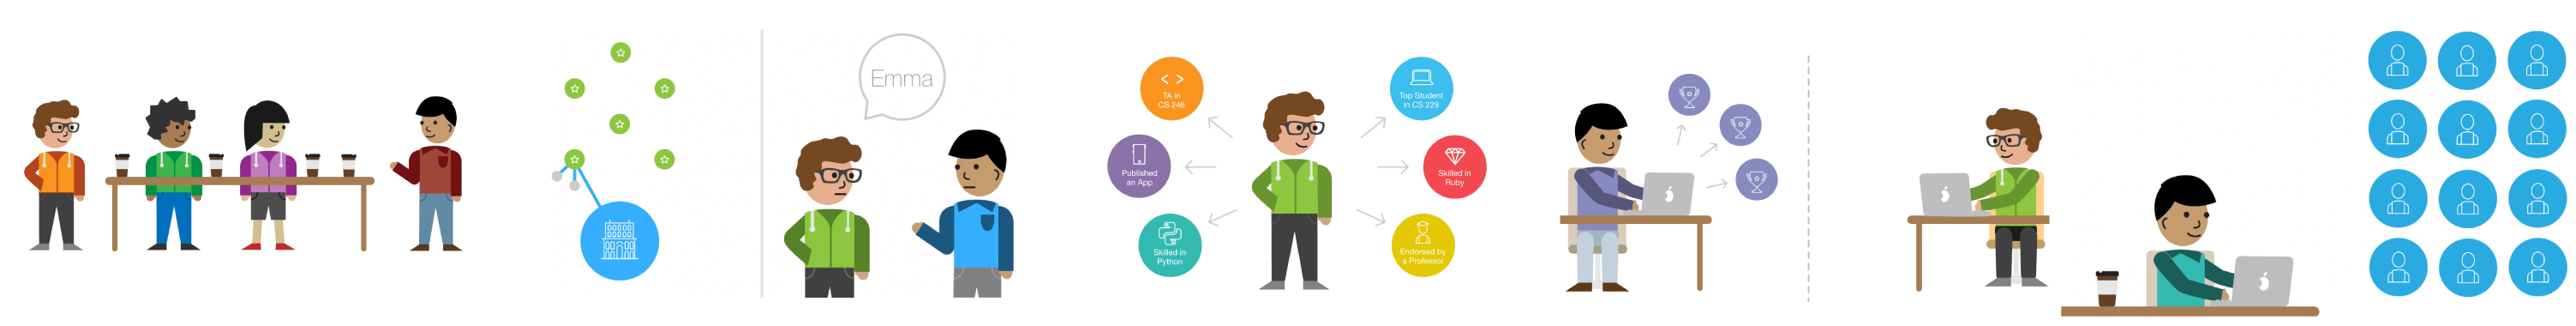 Emma
< >
TA in
CS 246
Published
an App
Skilled in
Python
Top Student
in CS 229
Skilled in
Ruby
Endorsed by
a Professor